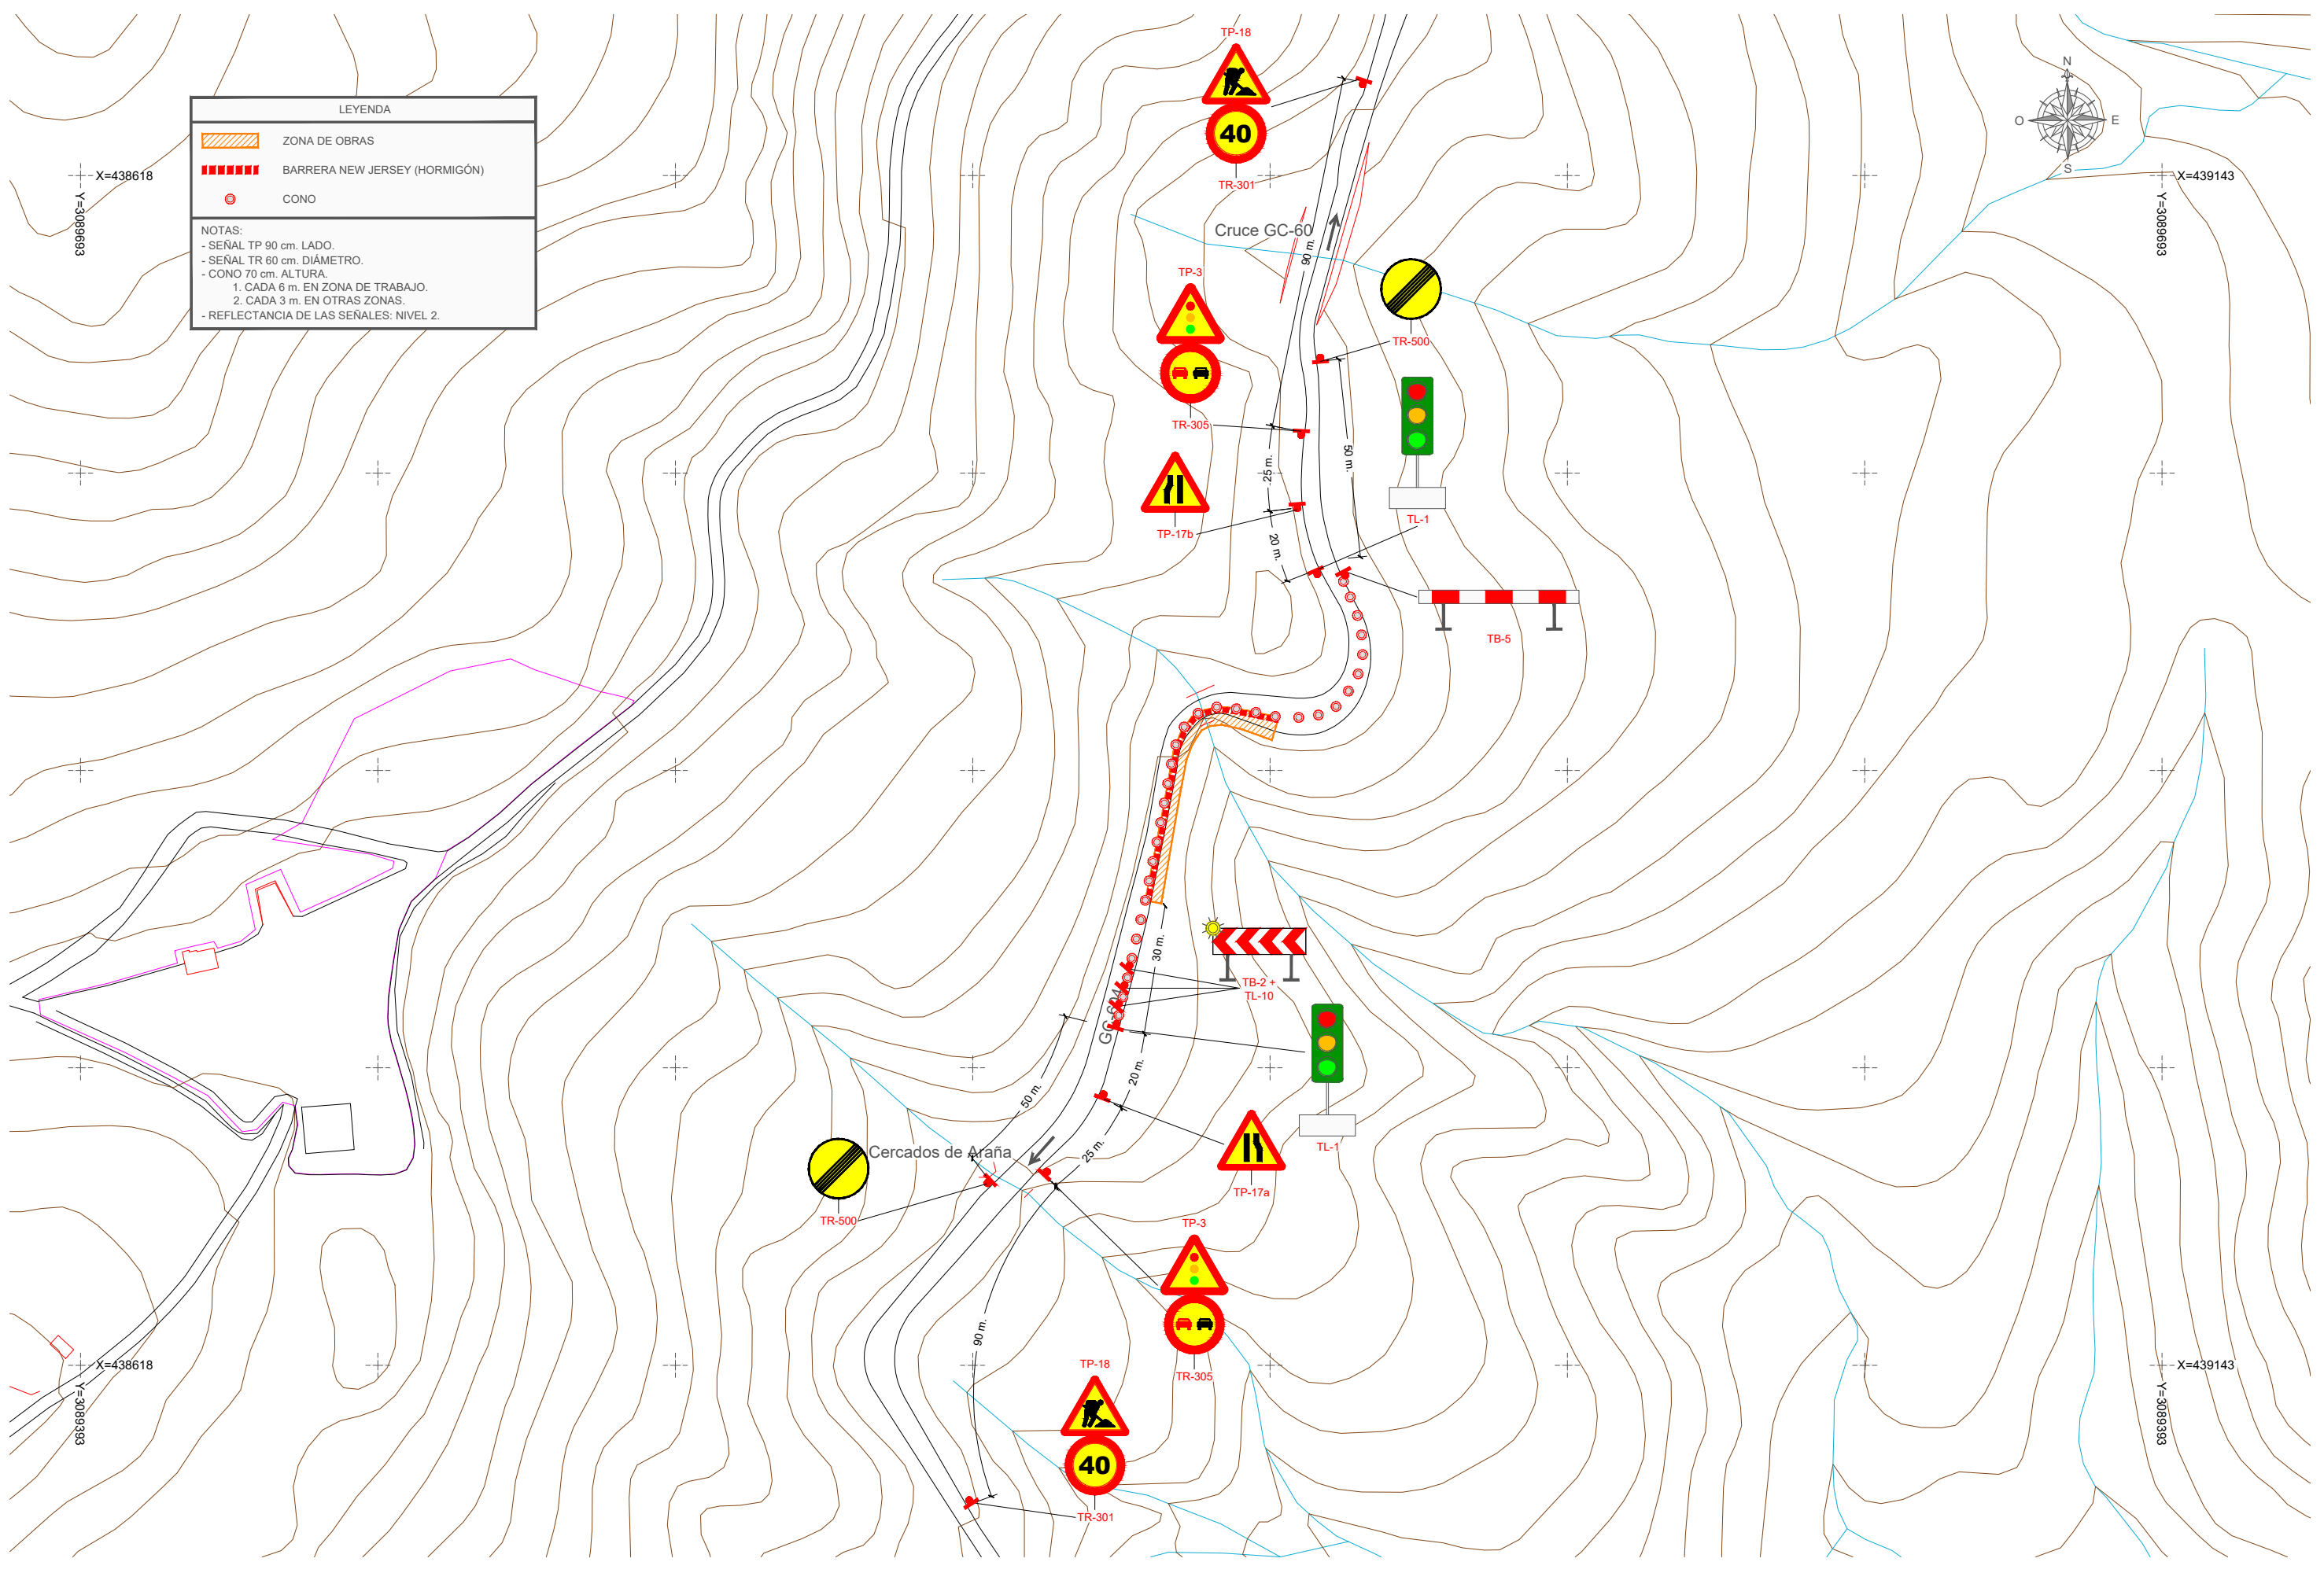 LEYENDA
ZONA DE OBRAS
BARRERA NEW JERSEY (HORMIGÓN)
CONO
NOTAS:
- SEÑAL TP 90 cm. LADO.
- SEÑAL TR 60 cm. DIÁMETRO.
- CONO 70 cm. ALTURA.
1. CADA 6 m. EN ZONA DE TRABAJO.
2. CADA 3 m. EN OTRAS ZONAS.
- REFLECTANCIA DE LAS SEÑALES: NIVEL 2.
X=438618
Y=3089693
TP-18
40
TR-301
N
O
E
S
X=439143
Y=3089693
Cruce GC-60
90 m.
TP-3
TR-500
TR-305
25 m.
50 m.
TP-17b
TL-1
20 m.
TB-5
30 m.
TB-2 +
TL-10
GC-604
20 m.
50 m.
TL-1
Cercados de Araña
25 m.
TP-17a
TR-500
TP-3
90 m.
TR-305
TP-18
40
TR-301
X=438618
Y=3089393
X=439143
Y=3089393